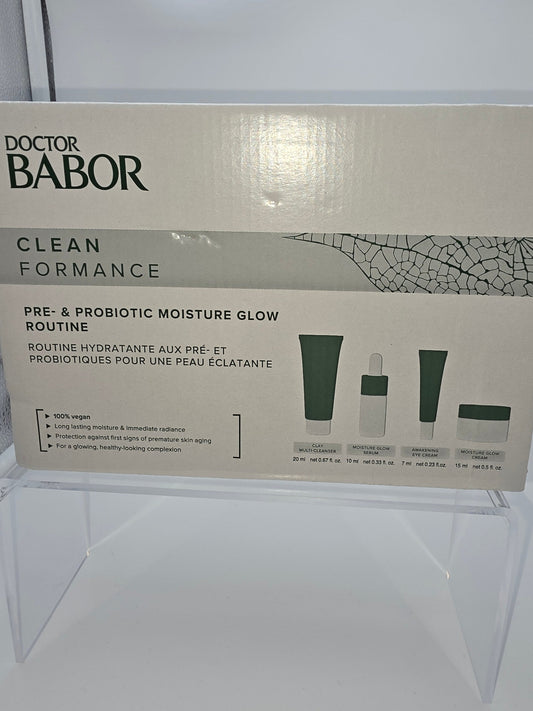 DOCTOR
BABOR
CLEAN
FORMANCE
PRE- & PROBIOTIC MOISTURE GLOW
ROUTINE
ROUTINE HYDRATANTE AUX PRÉ- ET
PROBIOTIQUES POUR UNE PEAU ÉCLATANTE
▶ 100% vegan
▶ Long lasting moisture & immediate radiance
▶ Protection against first signs of premature skin aging
▶ For a glowing, healthy-looking complexion
CLAY
MULTI-CLEANSER
20 ml net 0.67 fl. oz.
MOISTURE GLOW
SERUM
10 ml net 0.33 fl. oz.
AWAKENING
EYE CREAM
7 ml net 0.23 fl. oz.
MOISTURE GLOW
CREAM
15 ml net 0.5 fl. oz.